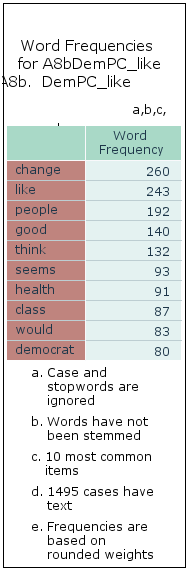 Word Frequencies
for A8bDemPC_like
A8b. DemPC_like
a,b,c,
Word
Frequency
change 260
like 243
people 192
good 140
think 132
seems 93
health 91
class 87
would 83
democrat 80
a. Case and
stopwords are
ignored
b. Words have not
been stemmed
c. 10 most common
items
d. 1495 cases have
text
e. Frequencies are
based on
rounded weights